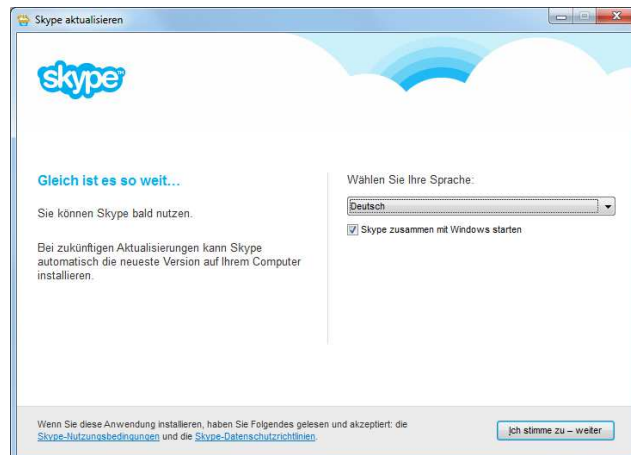 Skype aktualisieren
skype
Gleich ist es so weit...
Sie können Skype bald nutzen.
Bei zukünftigen Aktualisierungen kann Skype
automatisch die neueste Version auf Ihrem Computer
installieren.
Wählen Sie Ihre Sprache:
Deutsch
Skype zusammen mit Windows starten
Wenn Sie diese Anwendung installieren, haben Sie Folgendes gelesen und akzeptiert: die
Skype-Nutzungsbedingungen und die Skype-Datenschutzrichtlinien.
Ich stimme zu – weiter